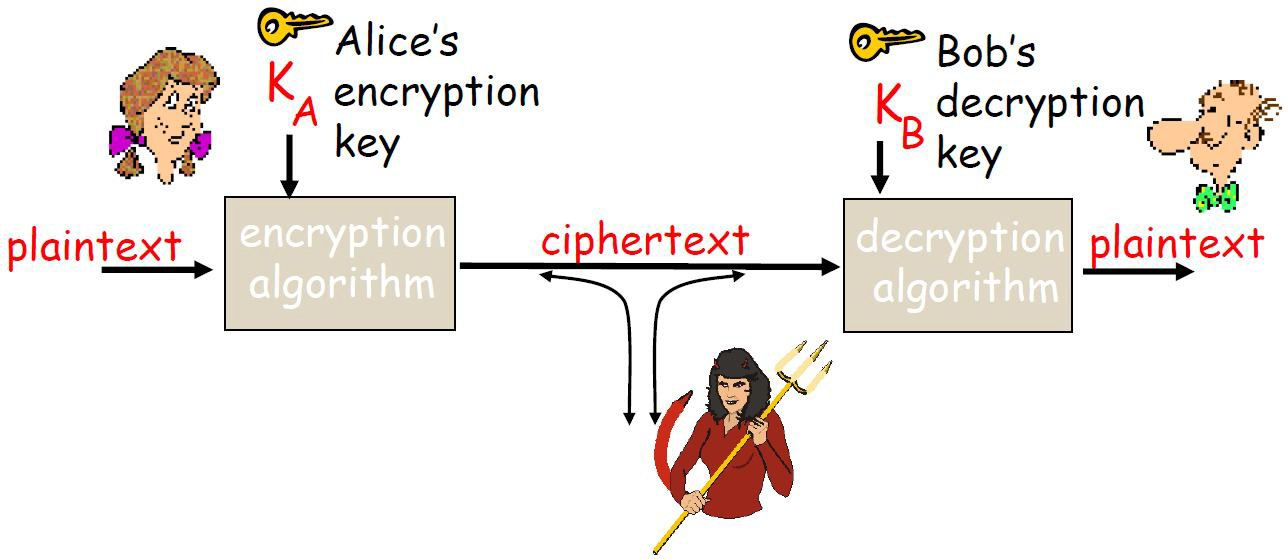 Alice's
encryption
key
K
A
Bob's
decryption
key
K
B
plaintext
encryption
algorithm
ciphertext
decryption
algorithm
plaintext